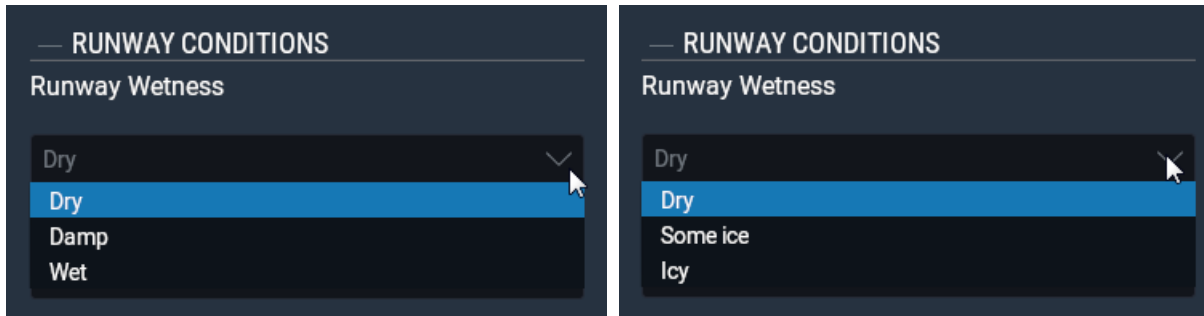 — RUNWAY CONDITIONS
Runway Wetness
Dry
Dry
Damp
Wet
— RUNWAY CONDITIONS
Runway Wetness
Dry
Dry
Some ice
Icy